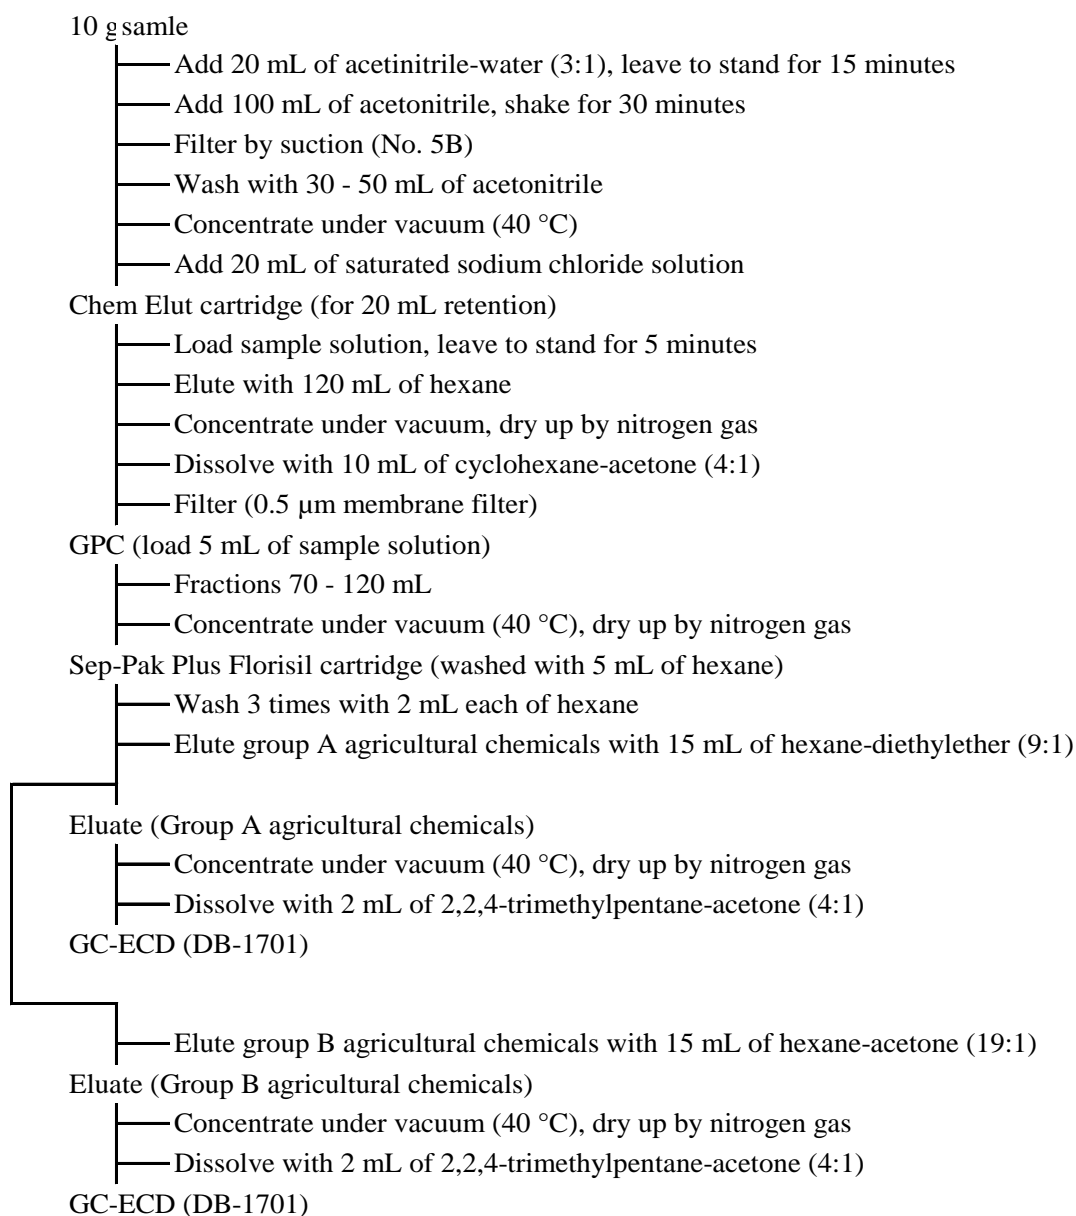 10 g samle
Add 20 mL of acetinitrile-water (3:1), leave to stand for 15 minutes
Add 100 mL of acetonitrile, shake for 30 minutes
Filter by suction (No. 5B)
Wash with 30 - 50 mL of acetonitrile
Concentrate under vacuum (40 °C)
Add 20 mL of saturated sodium chloride solution
Chem Elut cartridge (for 20 mL retention)
Load sample solution, leave to stand for 5 minutes
Elute with 120 mL of hexane
Concentrate under vacuum, dry up by nitrogen gas
Dissolve with 10 mL of cyclohexane-acetone (4:1)
Filter (0.5 µm membrane filter)
GPC (load 5 mL of sample solution)
Fractions 70 - 120 mL
Concentrate under vacuum (40 °C), dry up by nitrogen gas
Sep-Pak Plus Florisil cartridge (washed with 5 mL of hexane)
Wash 3 times with 2 mL each of hexane
Elute group A agricultural chemicals with 15 mL of hexane-diethylether (9:1)
Eluate (Group A agricultural chemicals)
Concentrate under vacuum (40 °C), dry up by nitrogen gas
Dissolve with 2 mL of 2,2,4-trimethylpentane-acetone (4:1)
GC-ECD (DB-1701)
Elute group B agricultural chemicals with 15 mL of hexane-acetone (19:1)
Eluate (Group B agricultural chemicals)
Concentrate under vacuum (40 °C), dry up by nitrogen gas
Dissolve with 2 mL of 2,2,4-trimethylpentane-acetone (4:1)
GC-ECD (DB-1701)